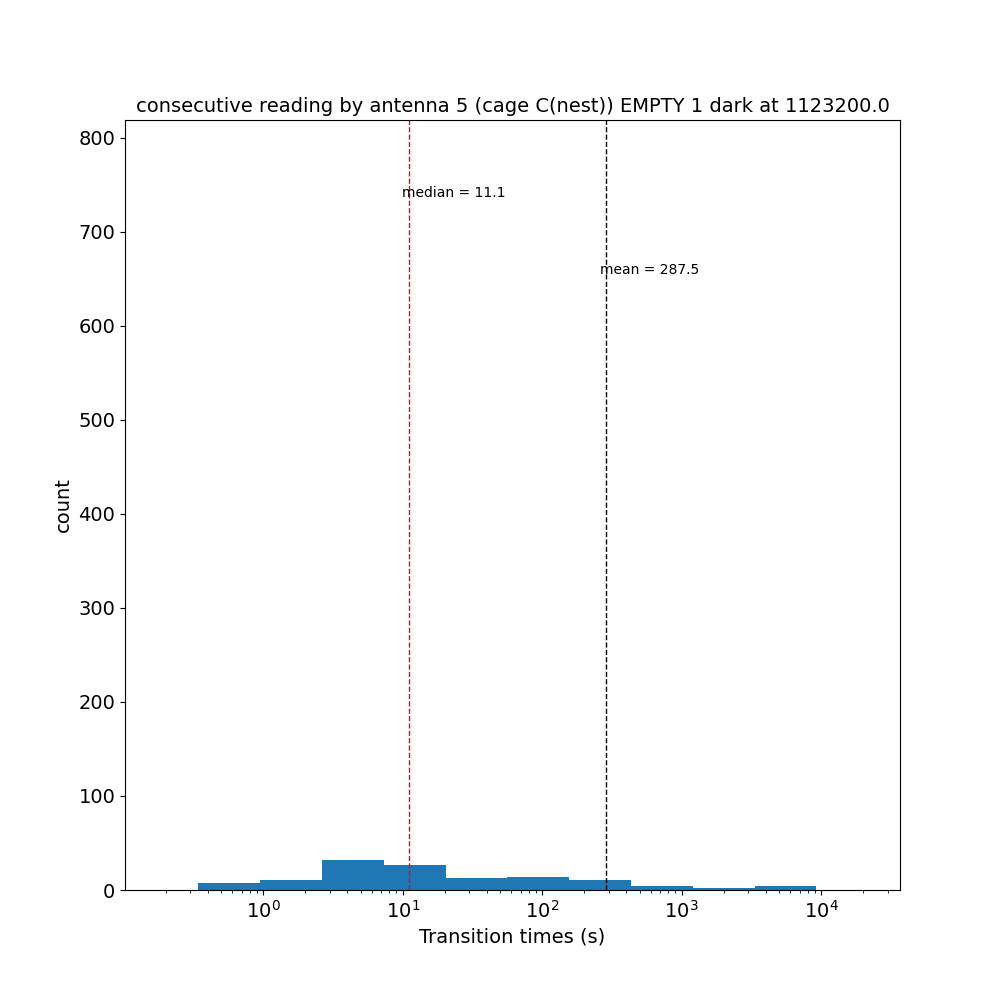 consecutive reading by antenna 5 (cage C(nest)) EMPTY 1 dark at 1123200.0
800
median = 11.1
700
mean = 287.5
600
500
count
400
300
200
100
0
10⁰ 10¹ 10² 10³ 10⁴
Transition times (s)